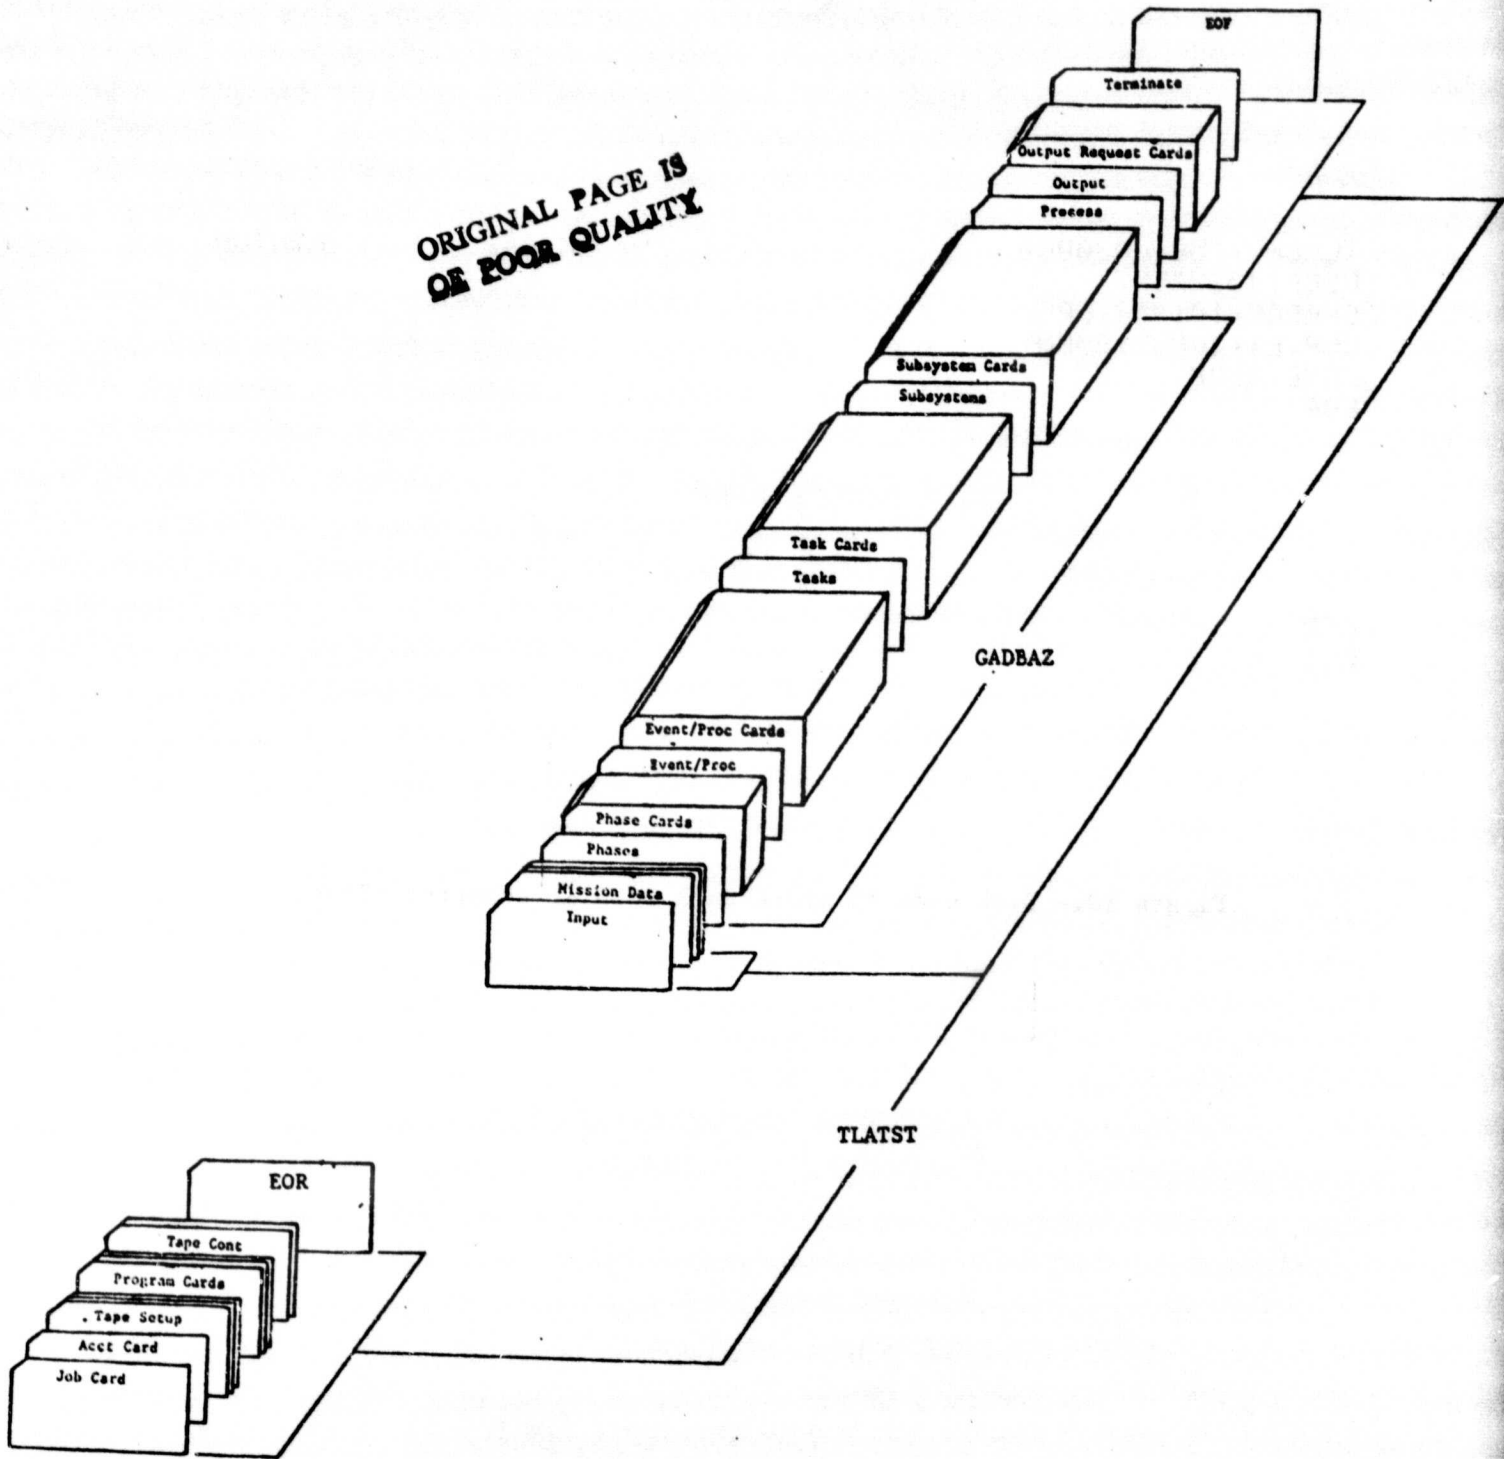 EOF
Terminate
Output Request Cards
Output
Process
ORIGINAL PAGE IS
OF POOR QUALITY
Subsystem Cards
Subsystems
Task Cards
Tasks
GADBAZ
Event/Proc Cards
Event/Proc
Phase Cards
Phases
Mission Data
Input
TLATST
EOR
Tape Cont
Program Cards
Tape Setup
Acct Card
Job Card